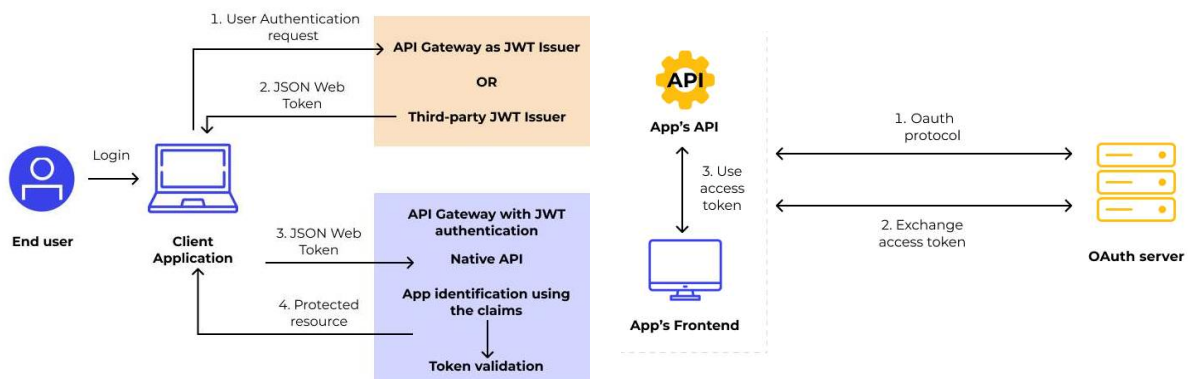 1. User Authentication
request
API Gateway as JWT Issuer
OR
2. JSON Web
Token
Third-party JWT Issuer
Login
End user
Client
Application
API Gateway with JWT
authentication
3. JSON Web
Token
Native API
App identification using
the claims
4. Protected
resource
Token validation
API
App's API
1. Oauth
protocol
3. Use
access
token
2. Exchange
access token
OAuth server
App's Frontend